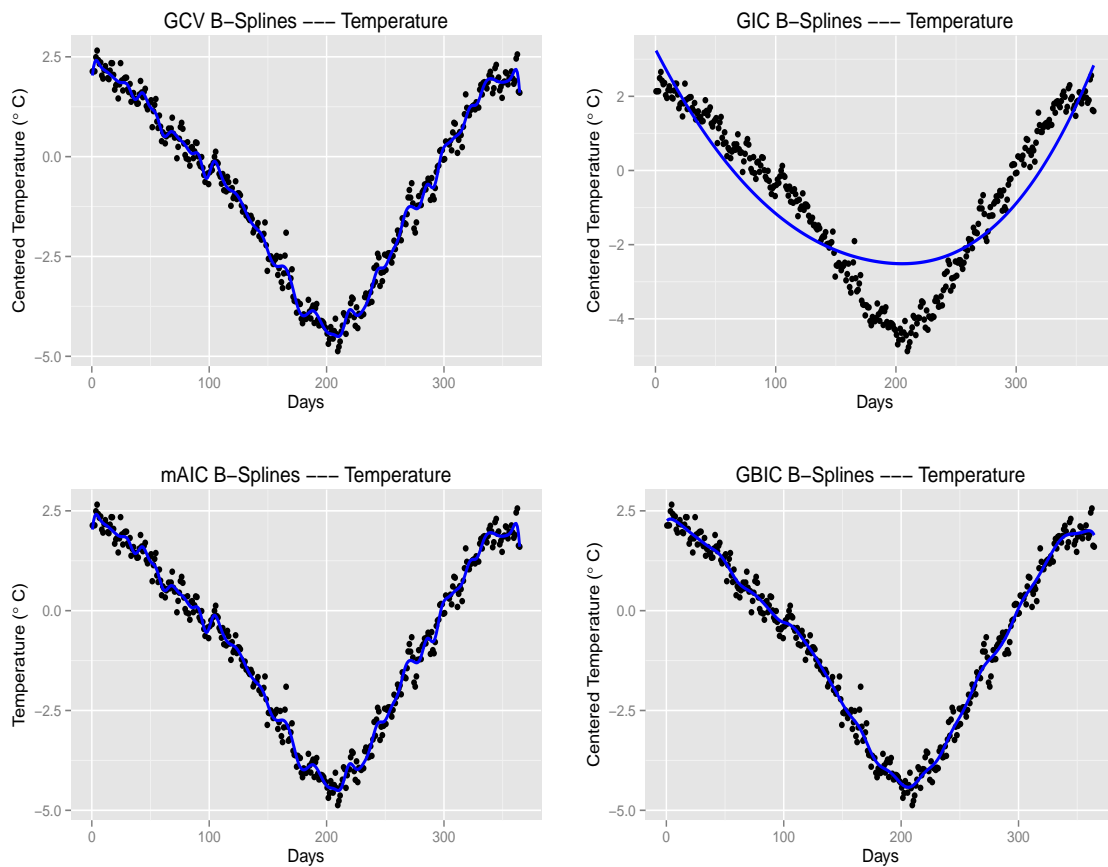 GCV B−Splines −−− Temperature
2.5
0.0
−2.5
−5.0
Centered Temperature (° C)
0 100 200 300
Days
GIC B−Splines −−− Temperature
2
0
−2
−4
Centered Temperature (° C)
0 100 200 300
Days
mAIC B−Splines −−− Temperature
2.5
0.0
−2.5
−5.0
Temperature (° C)
0 100 200 300
Days
GBIC B−Splines −−− Temperature
2.5
0.0
−2.5
−5.0
Centered Temperature (° C)
0 100 200 300
Days